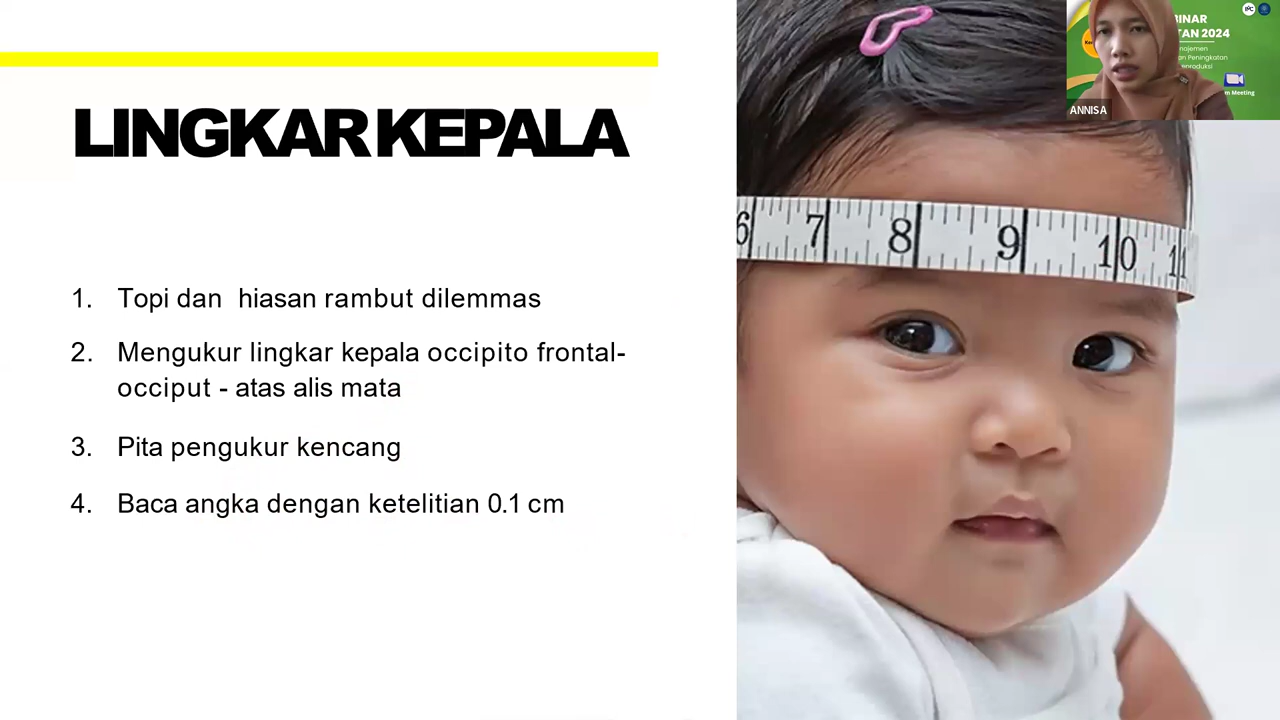 LINGKAR KEPALA
1. Topi dan hiasan rambut dilemmas
2. Mengukur lingkar kepala occipito frontal-
occiput - atas alis mata
3. Pita pengukur kencang
4. Baca angka dengan ketelitian 0.1 cm
6 7 8 9 10 11
2024
Peningkatan
Meeting
ANNISA